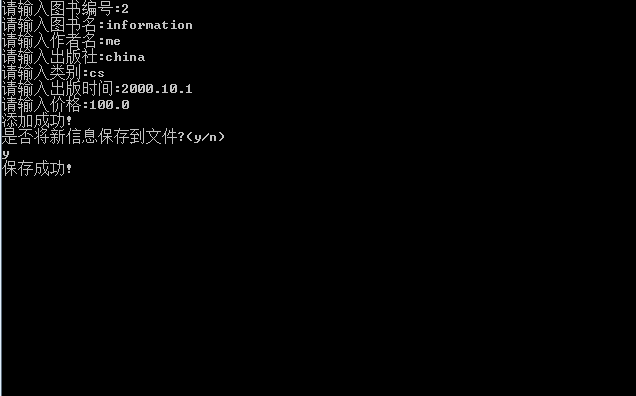 请输入图书编号:2
请输入图书名:information
请输入作者名:me
请输入出版社:china
请输入类别:cs
请输入出版时间:2000.10.1
请输入价格:100.0
添加成功!
是否将新信息保存到文件?(y/n)
y
保存成功!